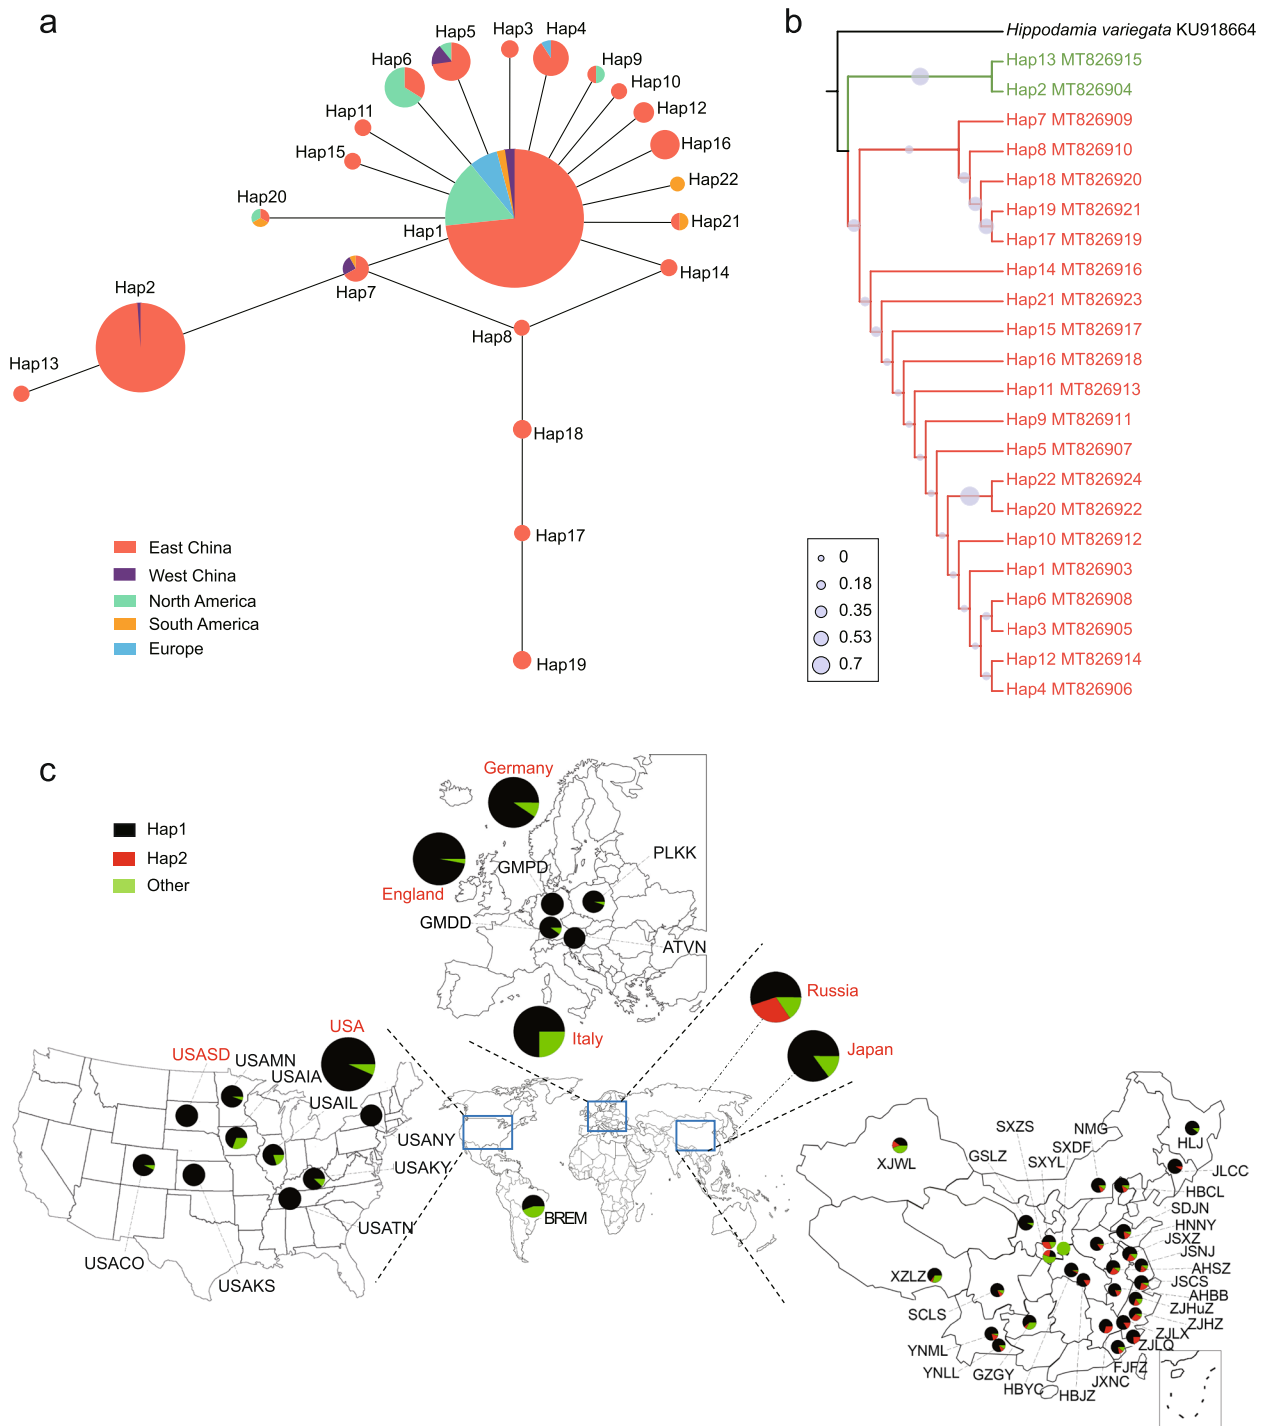 a
Hap3
Hap4
Hap5
Hap6
Hap9
Hap10
Hap12
Hap11
Hap16
Hap15
Hap22
Hap20
Hap21
Hap1
Hap14
Hap7
Hap2
Hap8
Hap13
Hap18
Hap17
Hap19
East China
West China
North America
South America
Europe
b
Hippodamia variegata KU918664
Hap13 MT826915
Hap2 MT826904
Hap7 MT826909
Hap8 MT826910
Hap18 MT826920
Hap19 MT826921
Hap17 MT826919
Hap14 MT826916
Hap21 MT826923
Hap15 MT826917
Hap16 MT826918
Hap11 MT826913
Hap9 MT826911
Hap5 MT826907
Hap22 MT826924
Hap20 MT826922
Hap10 MT826912
Hap1 MT826903
Hap6 MT826908
Hap3 MT826905
Hap12 MT826914
Hap4 MT826906
0
0.18
0.35
0.53
0.7
c
Hap1
Hap2
Other
Germany
England
GMPD
PLKK
GMDD
ATVN
Italy
Russia
Japan
USA
USASD
USAMN
USAIA
USAIL
USANY
USAKY
USATN
USACO
USAKS
BREM
SXZS
NMG
SXDF
GSLZ
SXYL
XJWL
HLJ
JLCC
HBCL
SDJN
HNNY
JSXZ
JSNJ
AHSZ
JSCS
AHBB
ZJHuZ
ZJHZ
ZJLX
ZJLQ
FJFZ
JXNC
HBJZ
HBYC
GZGY
YNLL
YNML
SCLS
XZLZ